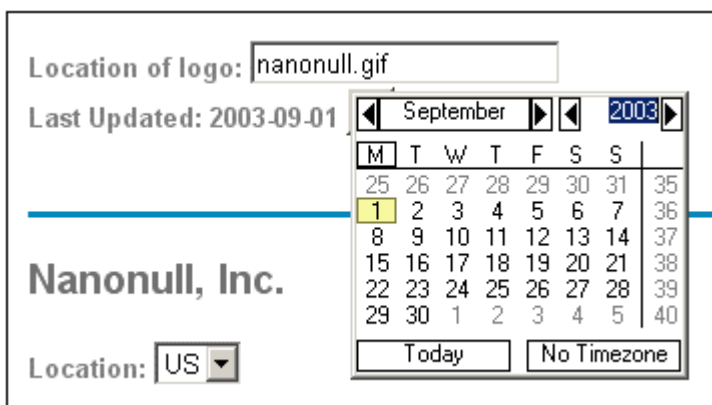 Location of logo: nanonull.gif
Last Updated: 2003-09-01
September 2003
M T W T F S S
25 26 27 28 29 30 31 35
1 2 3 4 5 6 7 36
8 9 10 11 12 13 14 37
15 16 17 18 19 20 21 38
22 23 24 25 26 27 28 39
29 30 1 2 3 4 5 40
Today No Timezone
Nanonull, Inc.
Location: US